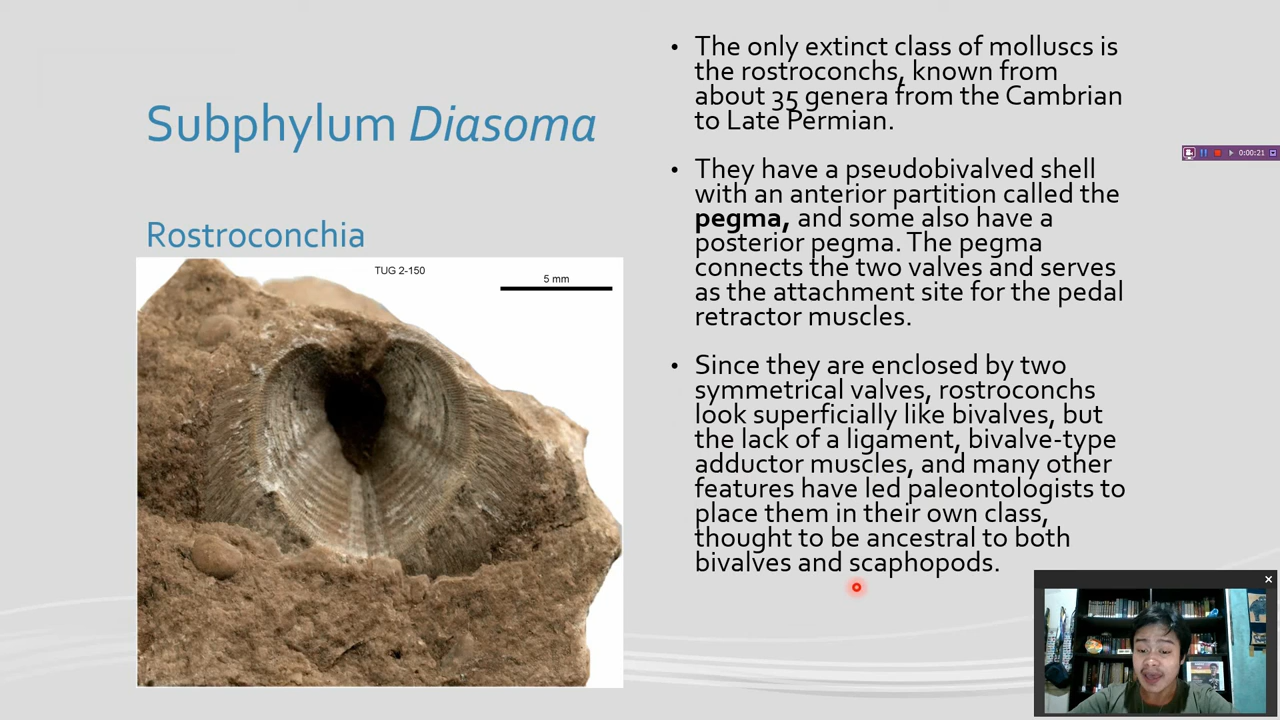 Subphylum Diasoma
Rostroconchia
TUG 2-150
5 mm
• The only extinct class of molluscs is
the rostroconchs, known from
about 35 genera from the Cambrian
to Late Permian.
• They have a pseudobivalved shell
with an anterior partition called the
pegma, and some also have a
posterior pegma. The pegma
connects the two valves and serves
as the attachment site for the pedal
retractor muscles.
• Since they are enclosed by two
symmetrical valves, rostroconchs
look superficially like bivalves, but
the lack of a ligament, bivalve-type
adductor muscles, and many other
features have led paleontologists to
place them in their own class,
thought to be ancestral to both
bivalves and scaphopods.
0:00:21